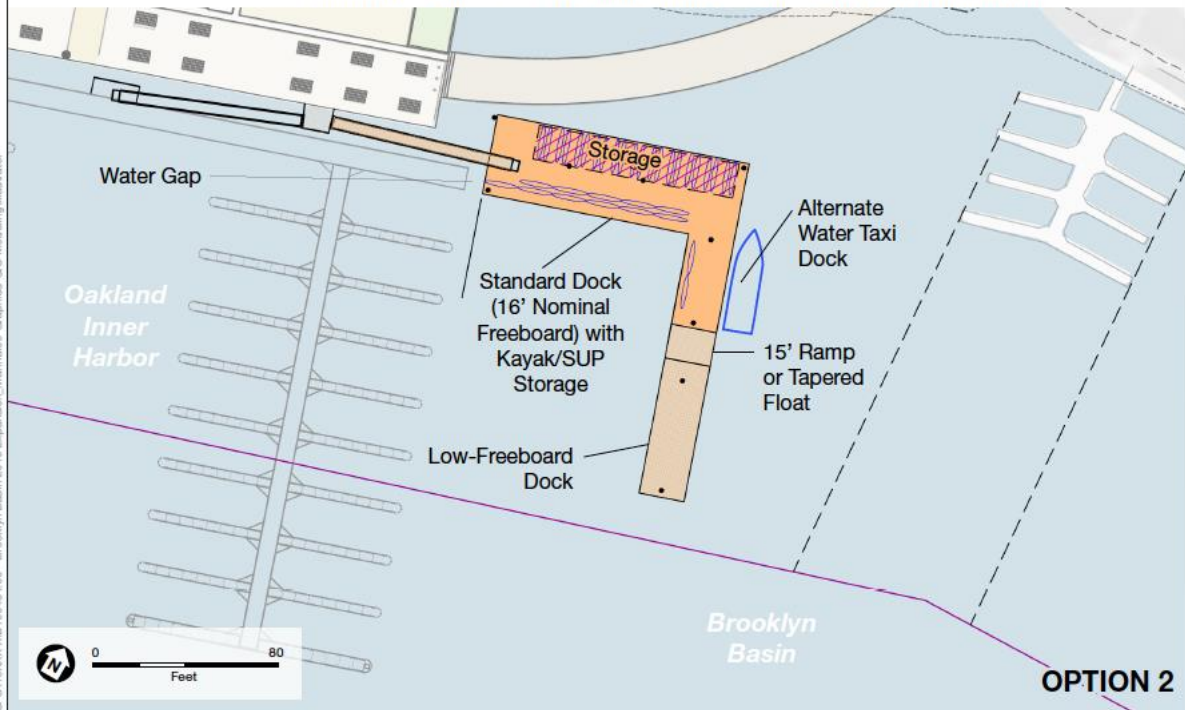 Storage
Water Gap
Alternate
Water Taxi
Dock
Oakland
Inner
Harbor
Standard Dock
(16' Nominal
Freeboard) with
Kayak/SUP
Storage
15' Ramp
or Tapered
Float
Low-Freeboard
Dock
Brooklyn
Basin
N
0 80
Feet
OPTION 2